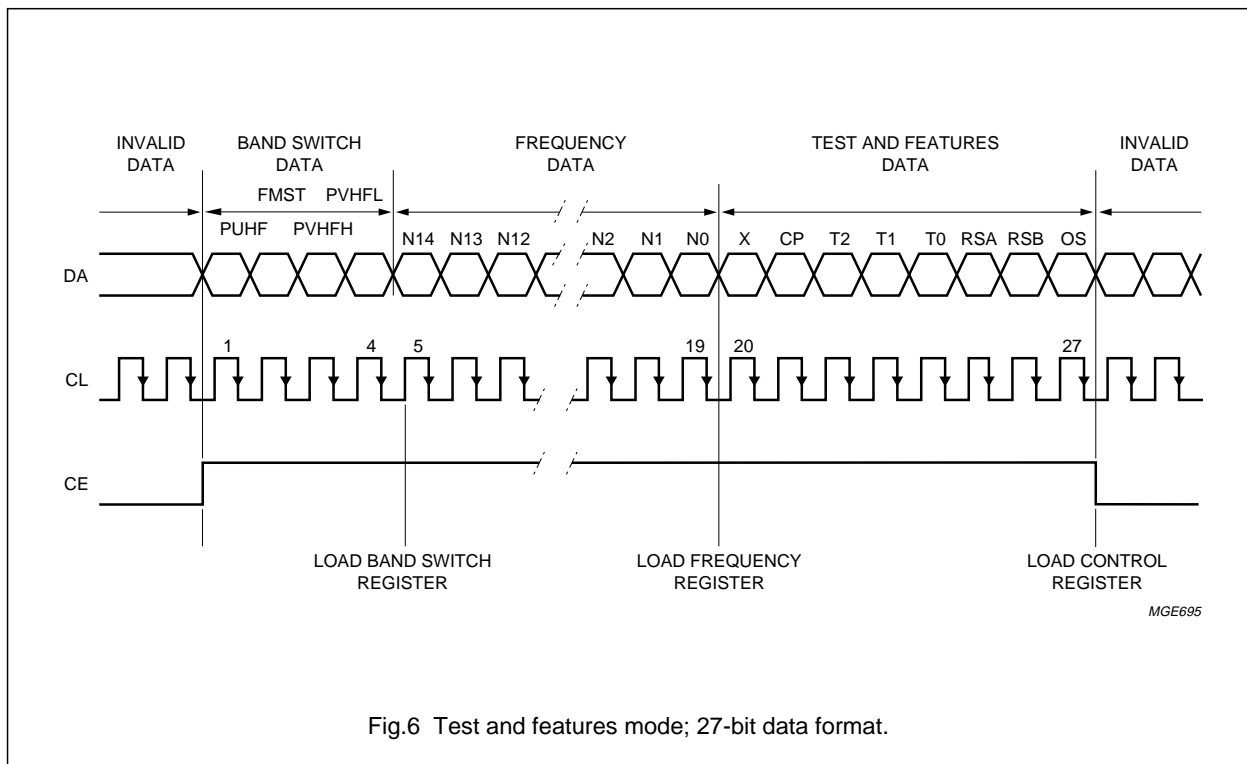 INVALID DATA
BAND SWITCH DATA
FREQUENCY DATA
TEST AND FEATURES DATA
INVALID DATA
FMST PVHFL
PUHF PVHFH
N14 N13 N12 N2 N1 N0 X CP T2 T1 T0 RSA RSB OS
DA
1 4 5 19 20 27
CL
CE
LOAD BAND SWITCH REGISTER
LOAD FREQUENCY REGISTER
LOAD CONTROL REGISTER
MGE695
Fig.6 Test and features mode; 27-bit data format.